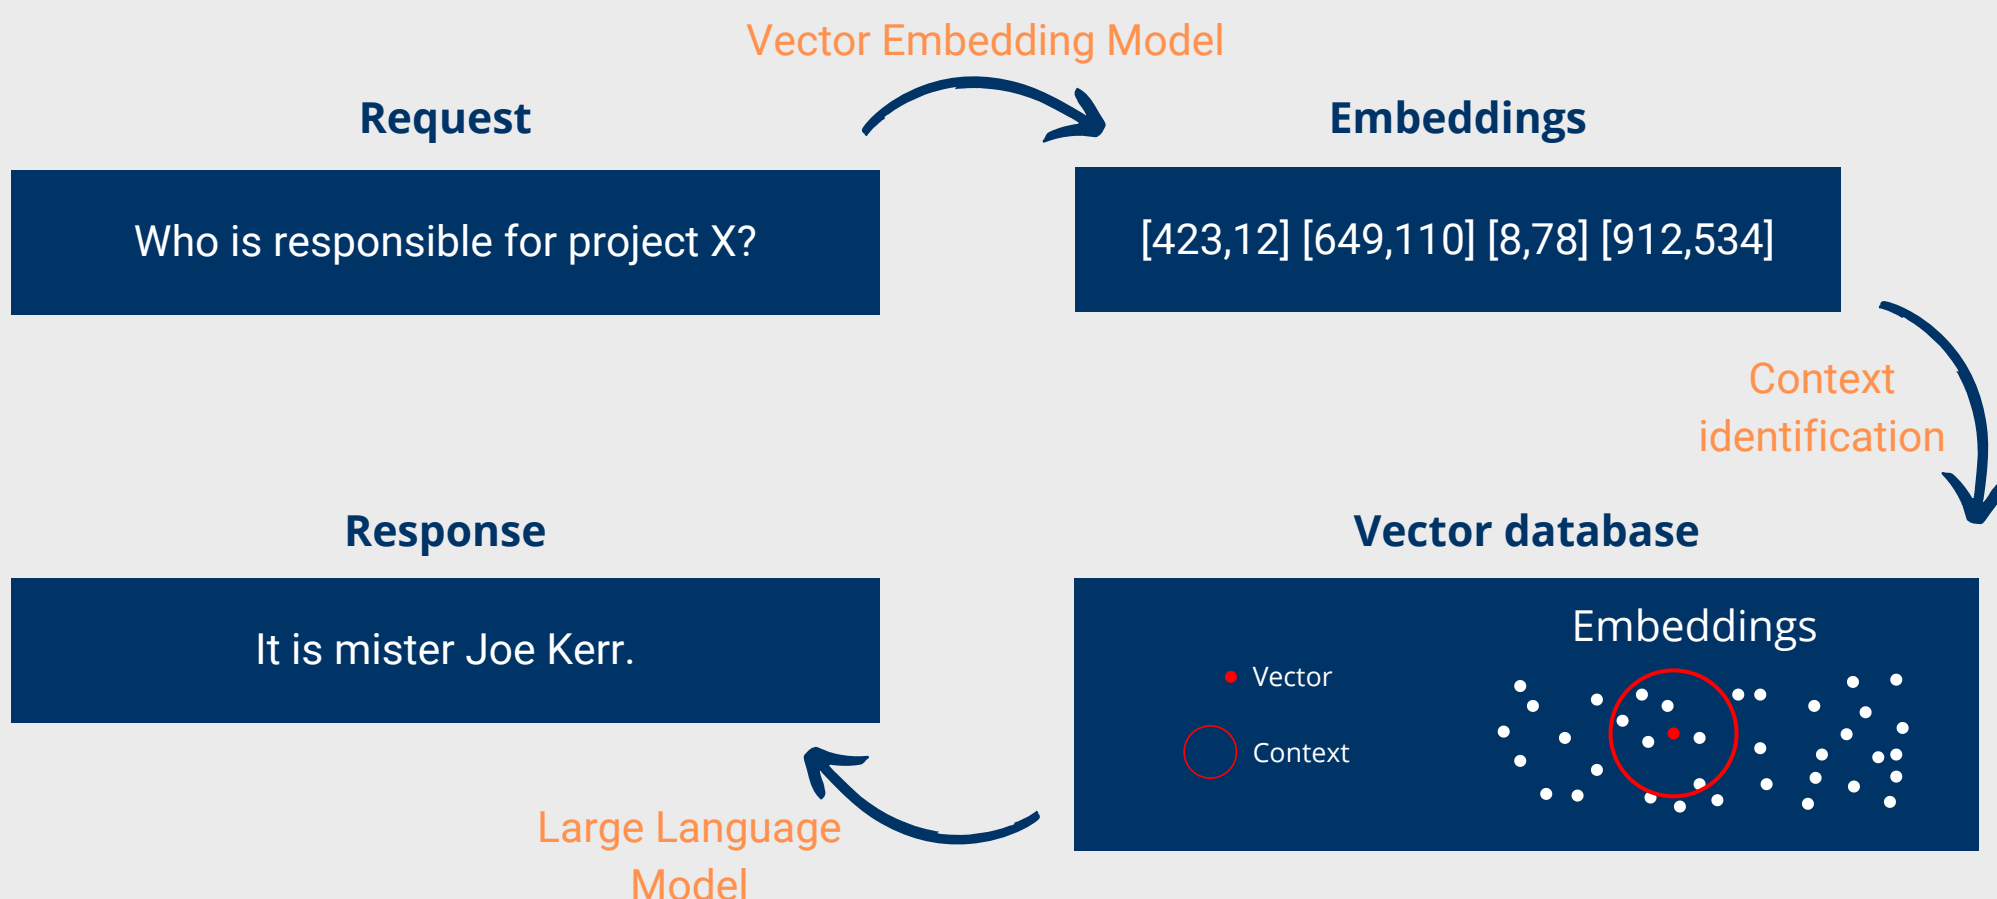 Vector Embedding Model
Request
Embeddings
Who is responsible for project X?
[423,12] [649,110] [8,78] [912,534]
Context
identification
Response
Vector database
It is mister Joe Kerr.
Embeddings
Vector
Context
Large Language
Model